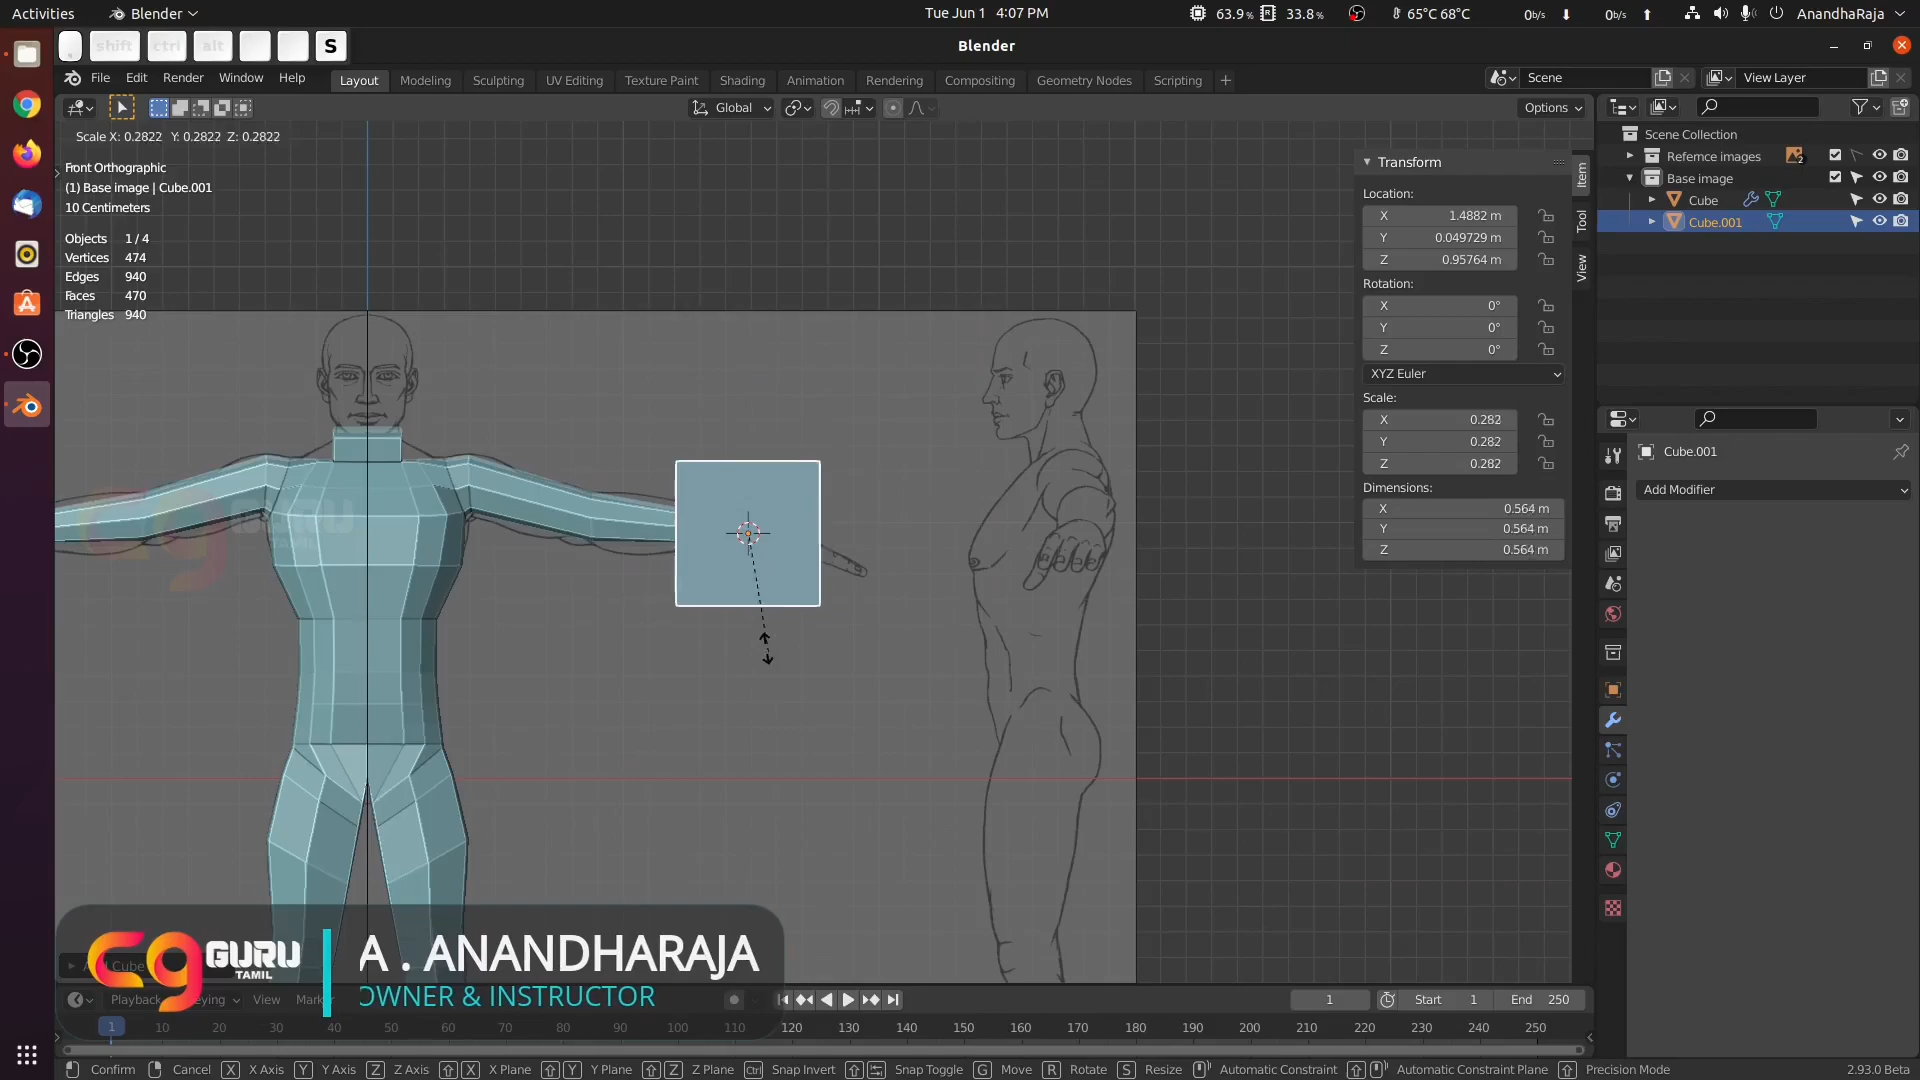 Activities
Blender
Tue Jun 1 4:07 PM
63.9 %
33.8 %
65°C 68°C
0b/s
0b/s
AnandhaRaja
shift
ctrl
alt
S
Blender
File
Edit
Render
Window
Help
Layout
Modeling
Sculpting
UV Editing
Texture Paint
Shading
Animation
Rendering
Compositing
Geometry Nodes
Scripting
+
Scene
View Layer
Global
Options
Scale X: 0.2822 Y: 0.2822 Z: 0.2822
Front Orthographic
(1) Base image | Cube.001
10 Centimeters
Objects 1 / 4
Vertices 474
Edges 940
Faces 470
Triangles 940
Transform
Location:
X 1.4882 m
Y 0.049729 m
Z 0.95764 m
Rotation:
X 0°
Y 0°
Z 0°
XYZ Euler
Scale:
X 0.282
Y 0.282
Z 0.282
Dimensions:
X 0.564 m
Y 0.564 m
Z 0.564 m
Item
Tool
View
Scene Collection
Refernce images
2
Base image
Cube
Cube.001
Cube.001
Add Modifier
GURU
TAMIL
cg GURU
TAMIL
A . ANANDHARAJA
OWNER & INSTRUCTOR
Cube
Playback
View
1
Start 1
End 250
1 10 20 30 40 50 60 70 80 90 100 110 120 130 140 150 160 170 180 190 200 210 220 230 240 250
Confirm
Cancel
X X Axis
Y Y Axis
Z Z Axis
X X Plane
Y Y Plane
Z Z Plane
Ctrl Snap Invert
Snap Toggle
G Move
R Rotate
S Resize
Automatic Constraint
Automatic Constraint Plane
Precision Mode
2.93.0 Beta